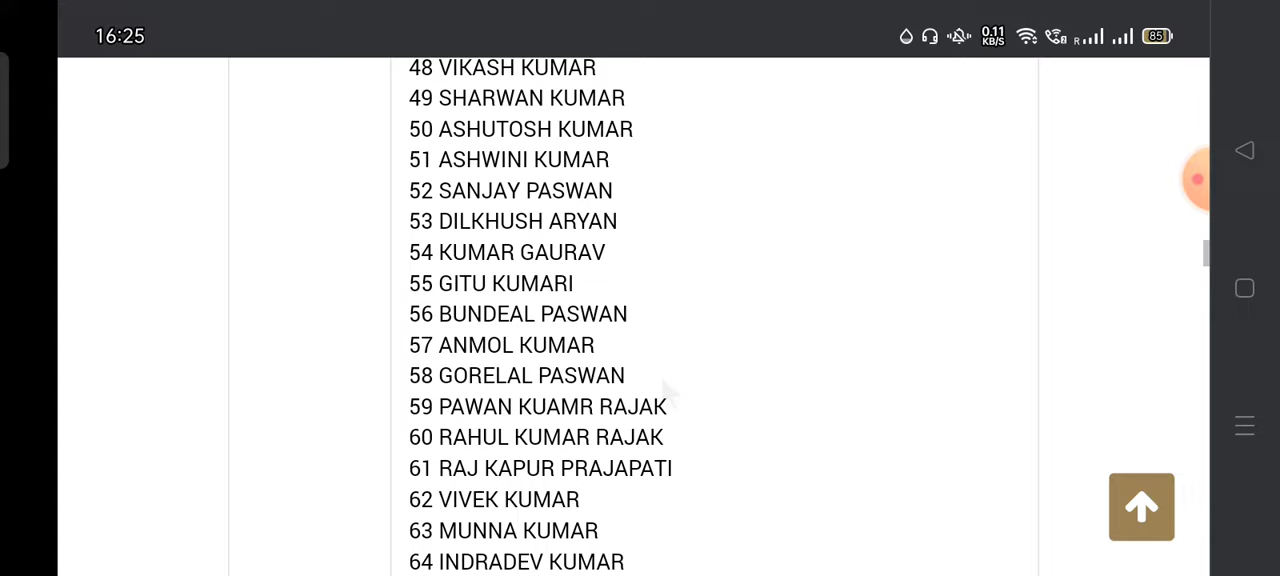 16:25
0.11
KB/S
R
85
48 VIKASH KUMAR
49 SHARWAN KUMAR
50 ASHUTOSH KUMAR
51 ASHWINI KUMAR
52 SANJAY PASWAN
53 DILKHUSH ARYAN
54 KUMAR GAURAV
55 GITU KUMARI
56 BUNDEAL PASWAN
57 ANMOL KUMAR
58 GORELAL PASWAN
59 PAWAN KUAMR RAJAK
60 RAHUL KUMAR RAJAK
61 RAJ KAPUR PRAJAPATI
62 VIVEK KUMAR
63 MUNNA KUMAR
64 INDRADEV KUMAR